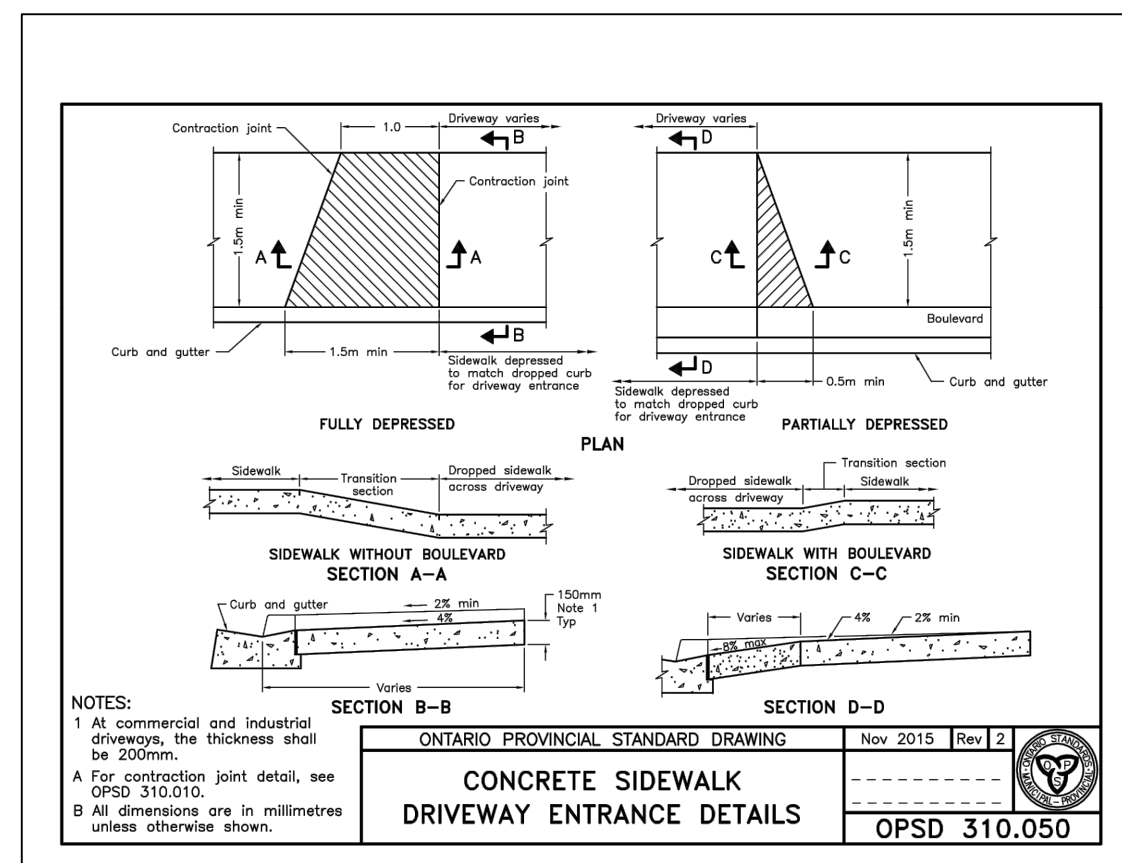 Contraction joint
1.0
Driveway varies
B
Contraction joint
1.5m min
A
A
B
Curb and gutter
1.5m min
Sidewalk depressed
to match dropped curb
for driveway entrance
FULLY DEPRESSED
Driveway varies
D
1.5m min
C
C
Boulevard
D
0.5m min
Curb and gutter
Sidewalk depressed
to match dropped curb
for driveway entrance
PARTIALLY DEPRESSED
PLAN
Sidewalk
Transition
section
Dropped sidewalk
across driveway
SIDEWALK WITHOUT BOULEVARD
SECTION A-A
Transition section
Dropped sidewalk
across driveway
Sidewalk
SIDEWALK WITH BOULEVARD
SECTION C-C
Curb and gutter
2% min
4%
150mm
Note 1
Typ
Varies
SECTION B-B
Varies
4%
2% min
8% max
SECTION D-D
NOTES:
1 At commercial and industrial
driveways, the thickness shall
be 200mm.
A For contraction joint detail, see
OPSD 310.010.
B All dimensions are in millimetres
unless otherwise shown.
ONTARIO PROVINCIAL STANDARD DRAWING
Nov 2015
Rev
2
CONCRETE SIDEWALK
DRIVEWAY ENTRANCE DETAILS
ONTARIO STANDARDS
MUNICIPAL - PROVINCIAL
O P S
OPSD 310.050